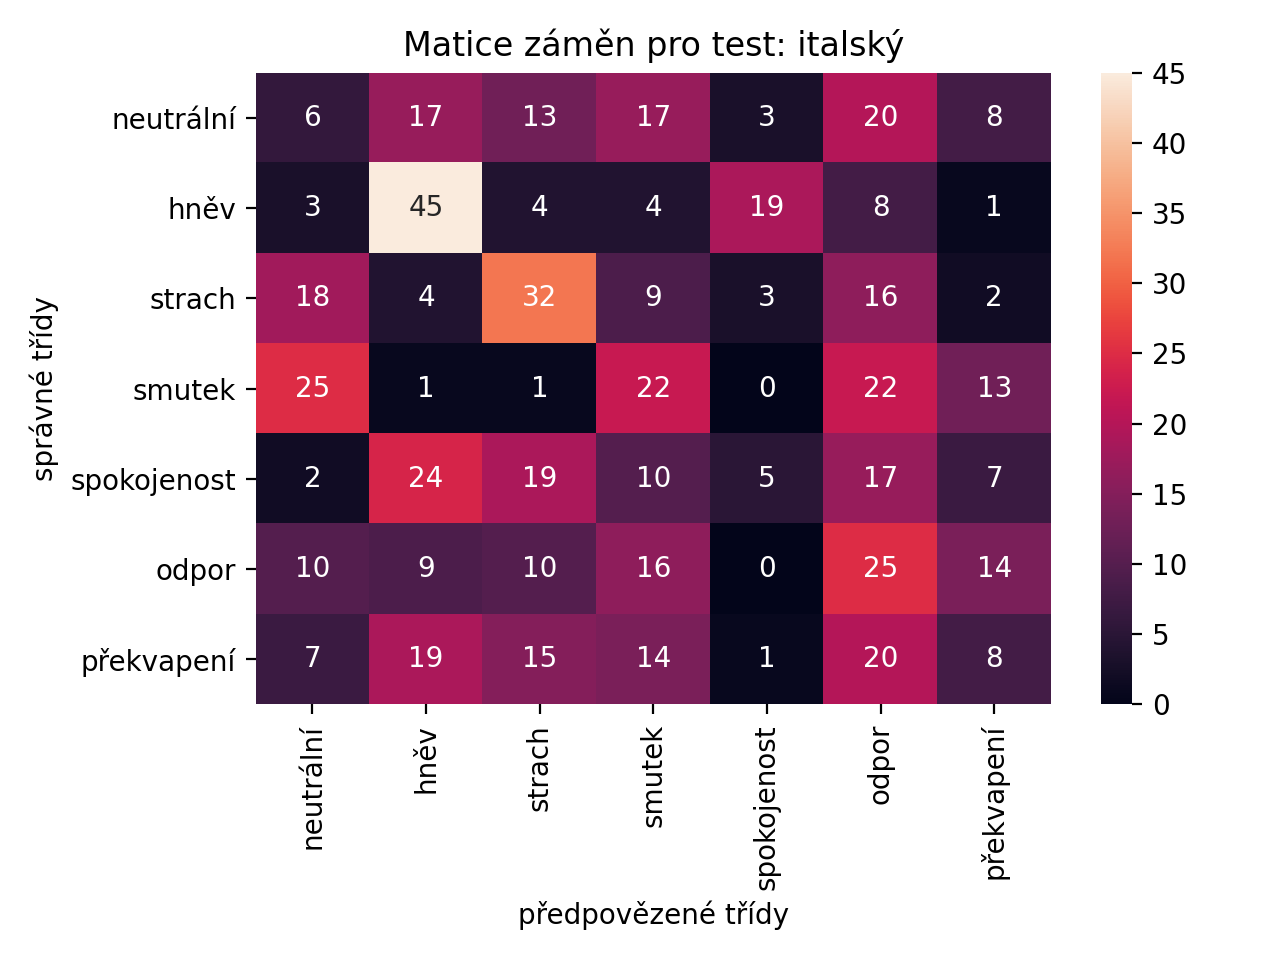 Matice záměn pro test: italský
správné třídy
neutrální 6 17 13 17 3 20 8
hněv 3 45 4 4 19 8 1
strach 18 4 32 9 3 16 2
smutek 25 1 1 22 0 22 13
spokojenost 2 24 19 10 5 17 7
odpor 10 9 10 16 0 25 14
překvapení 7 19 15 14 1 20 8
neutrální hněv strach smutek spokojenost odpor překvapení
předpovězené třídy
45
40
35
30
25
20
15
10
5
0